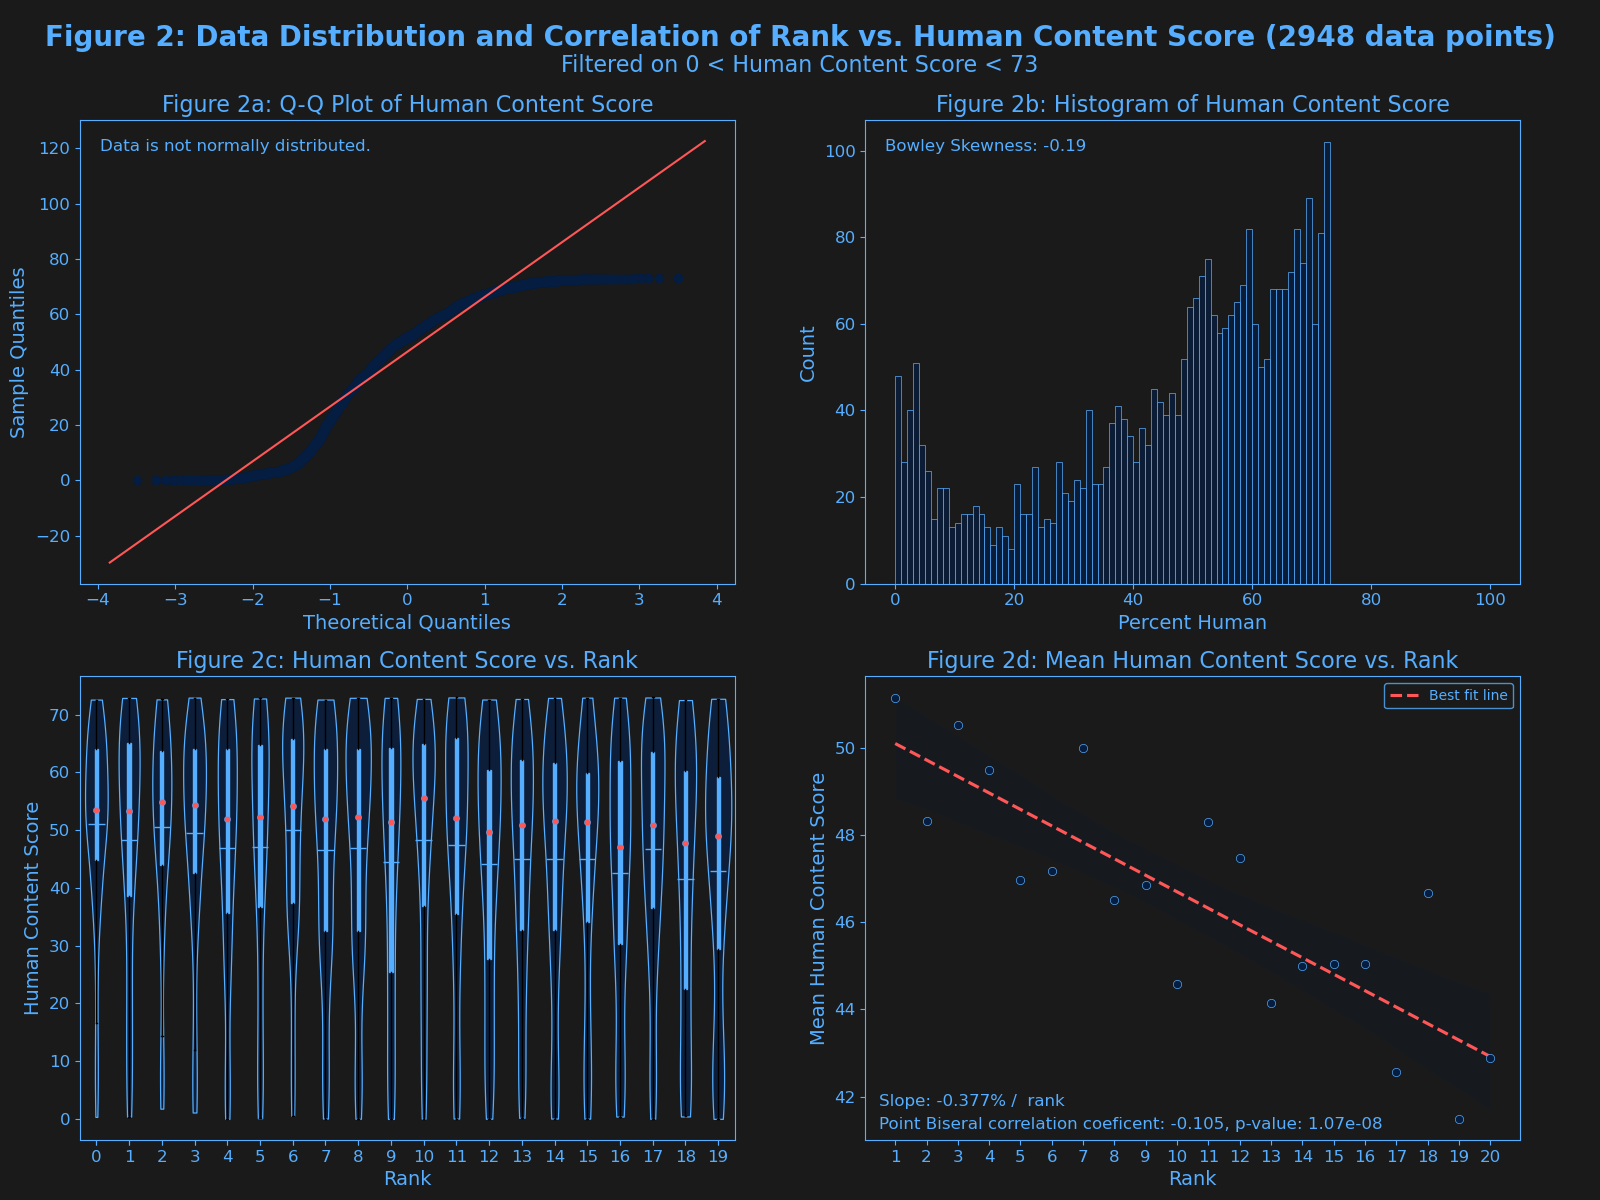 Figure 2: Data Distribution and Correlation of Rank vs. Human Content Score (2948 data points)
Filtered on 0 < Human Content Score < 73
Figure 2a: Q-Q Plot of Human Content Score
Data is not normally distributed.
120
100
80
60
40
20
0
−20
Sample Quantiles
−4 −3 −2 −1 0 1 2 3 4
Theoretical Quantiles
Figure 2b: Histogram of Human Content Score
Bowley Skewness: -0.19
100
80
60
40
20
0
Count
0 20 40 60 80 100
Percent Human
Figure 2c: Human Content Score vs. Rank
70
60
50
40
30
20
10
0
Human Content Score
0 1 2 3 4 5 6 7 8 9 10 11 12 13 14 15 16 17 18 19
Rank
Figure 2d: Mean Human Content Score vs. Rank
Best fit line
50
48
46
44
42
Mean Human Content Score
Slope: -0.377% /  rank
Point Biseral correlation coeficent: -0.105, p-value: 1.07e-08
1 2 3 4 5 6 7 8 9 10 11 12 13 14 15 16 17 18 19 20
Rank